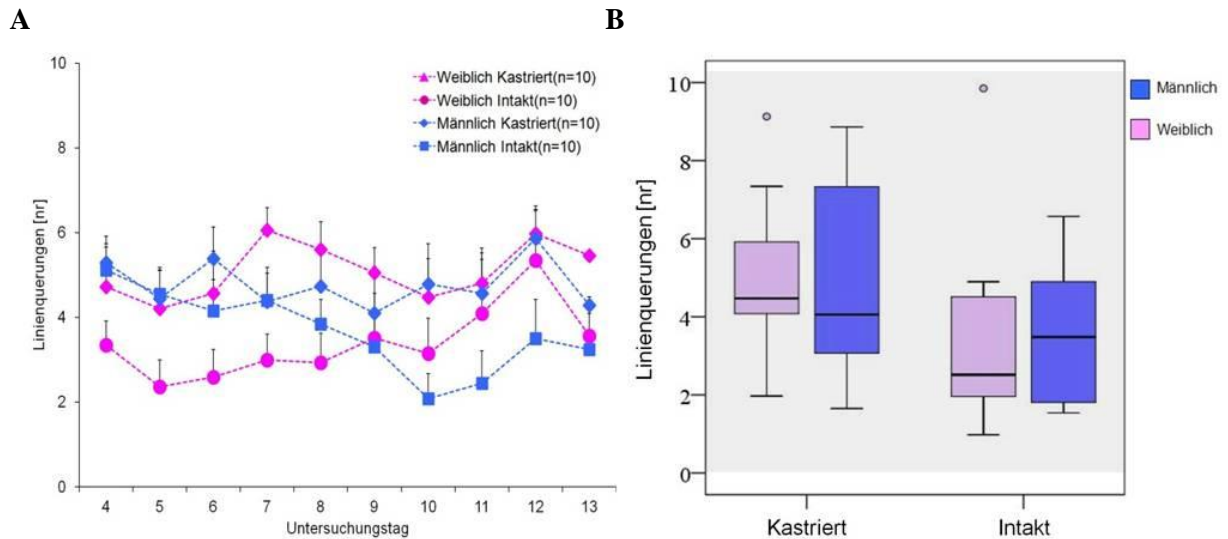 A
B
10
8
6
4
2
0
Linienquerungen [nr]
Weiblich Kastriert(n=10)
Weiblich Intakt(n=10)
Männlich Kastriert(n=10)
Männlich Intakt(n=10)
4 5 6 7 8 9 10 11 12 13
Untersuchungstag
10
8
6
4
2
0
Linienquerungen [nr]
Männlich
Weiblich
Kastriert Intakt